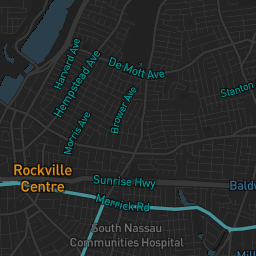 Harvard Ave
Hempstead Ave
De Mott Ave
Stanton
Brower Ave
Morris Ave
Rockville
Centre
Sunrise Hwy
Merrick Rd
Baldw
South Nassau
Communities Hospital
Mill